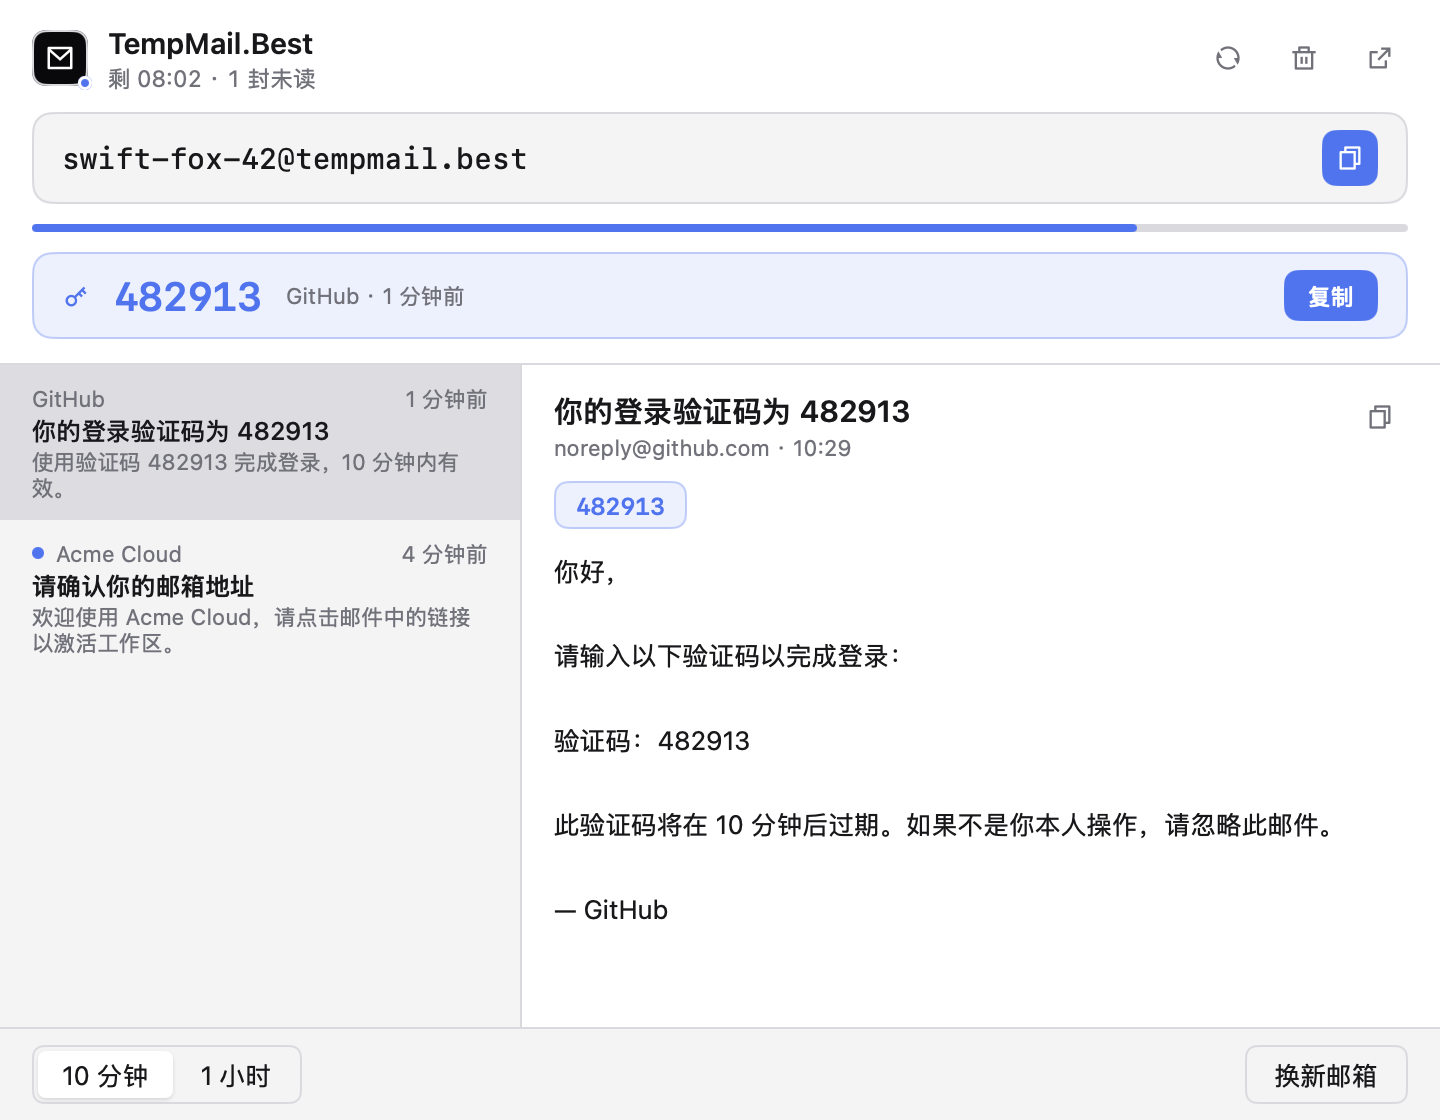 TempMail.Best
剩 08:02 · 1 封未读
swift-fox-42@tempmail.best
482913 GitHub · 1 分钟前 复制
GitHub 1 分钟前
你的登录验证码为 482913
使用验证码 482913 完成登录，10 分钟内有
效。
Acme Cloud 4 分钟前
请确认你的邮箱地址
欢迎使用 Acme Cloud，请点击邮件中的链接
以激活工作区。
你的登录验证码为 482913
noreply@github.com · 10:29
482913
你好，
请输入以下验证码以完成登录：
验证码：482913
此验证码将在 10 分钟后过期。如果不是你本人操作，请忽略此邮件。
— GitHub
10 分钟 1 小时 换新邮箱